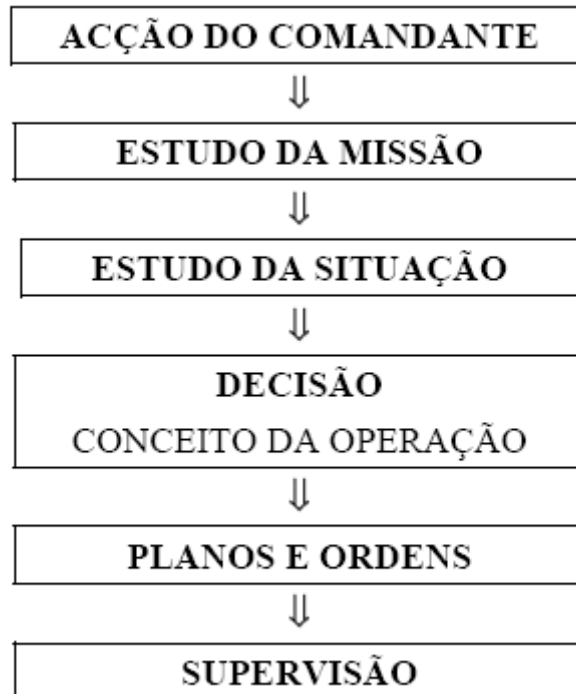 ACÇÃO DO COMANDANTE
⇓
ESTUDO DA MISSÃO
⇓
ESTUDO DA SITUAÇÃO
⇓
DECISÃO
CONCEITO DA OPERAÇÃO
⇓
PLANOS E ORDENS
⇓
SUPERVISÃO